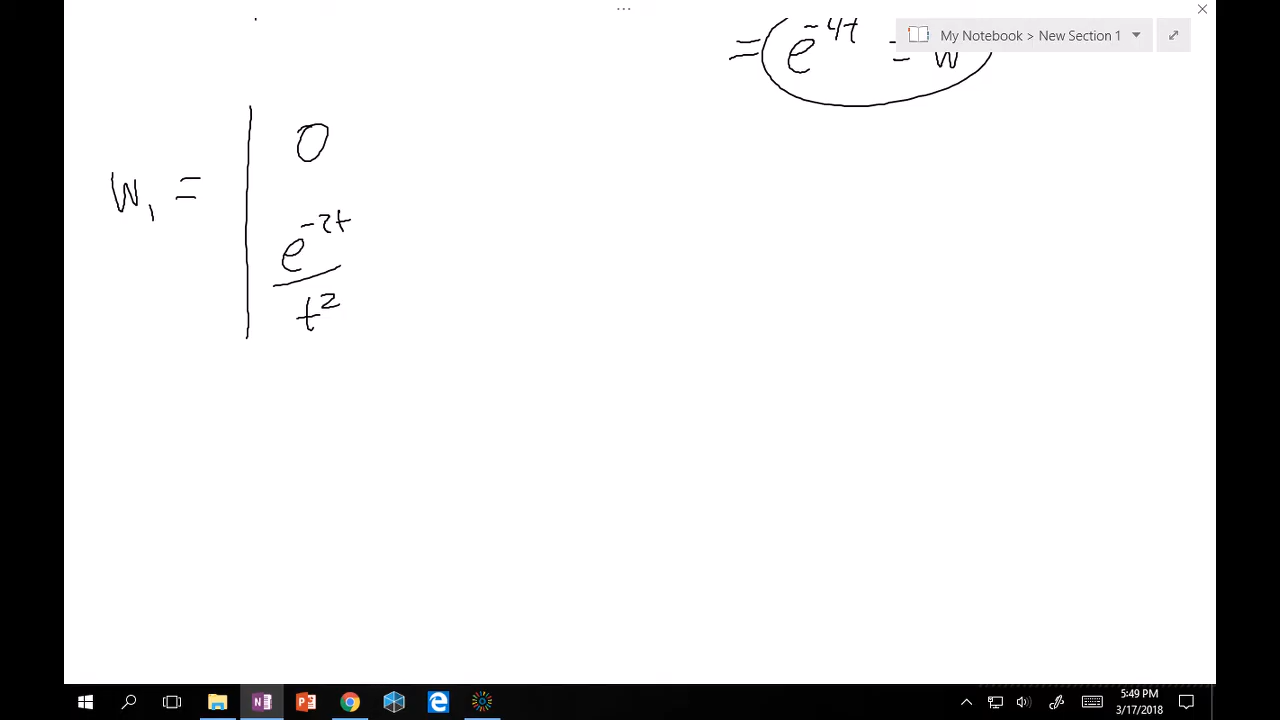 = e^{-4t} = W
My Notebook > New Section 1
W₁ = | 0
e^{-2t}
t²
5:49 PM
3/17/2018